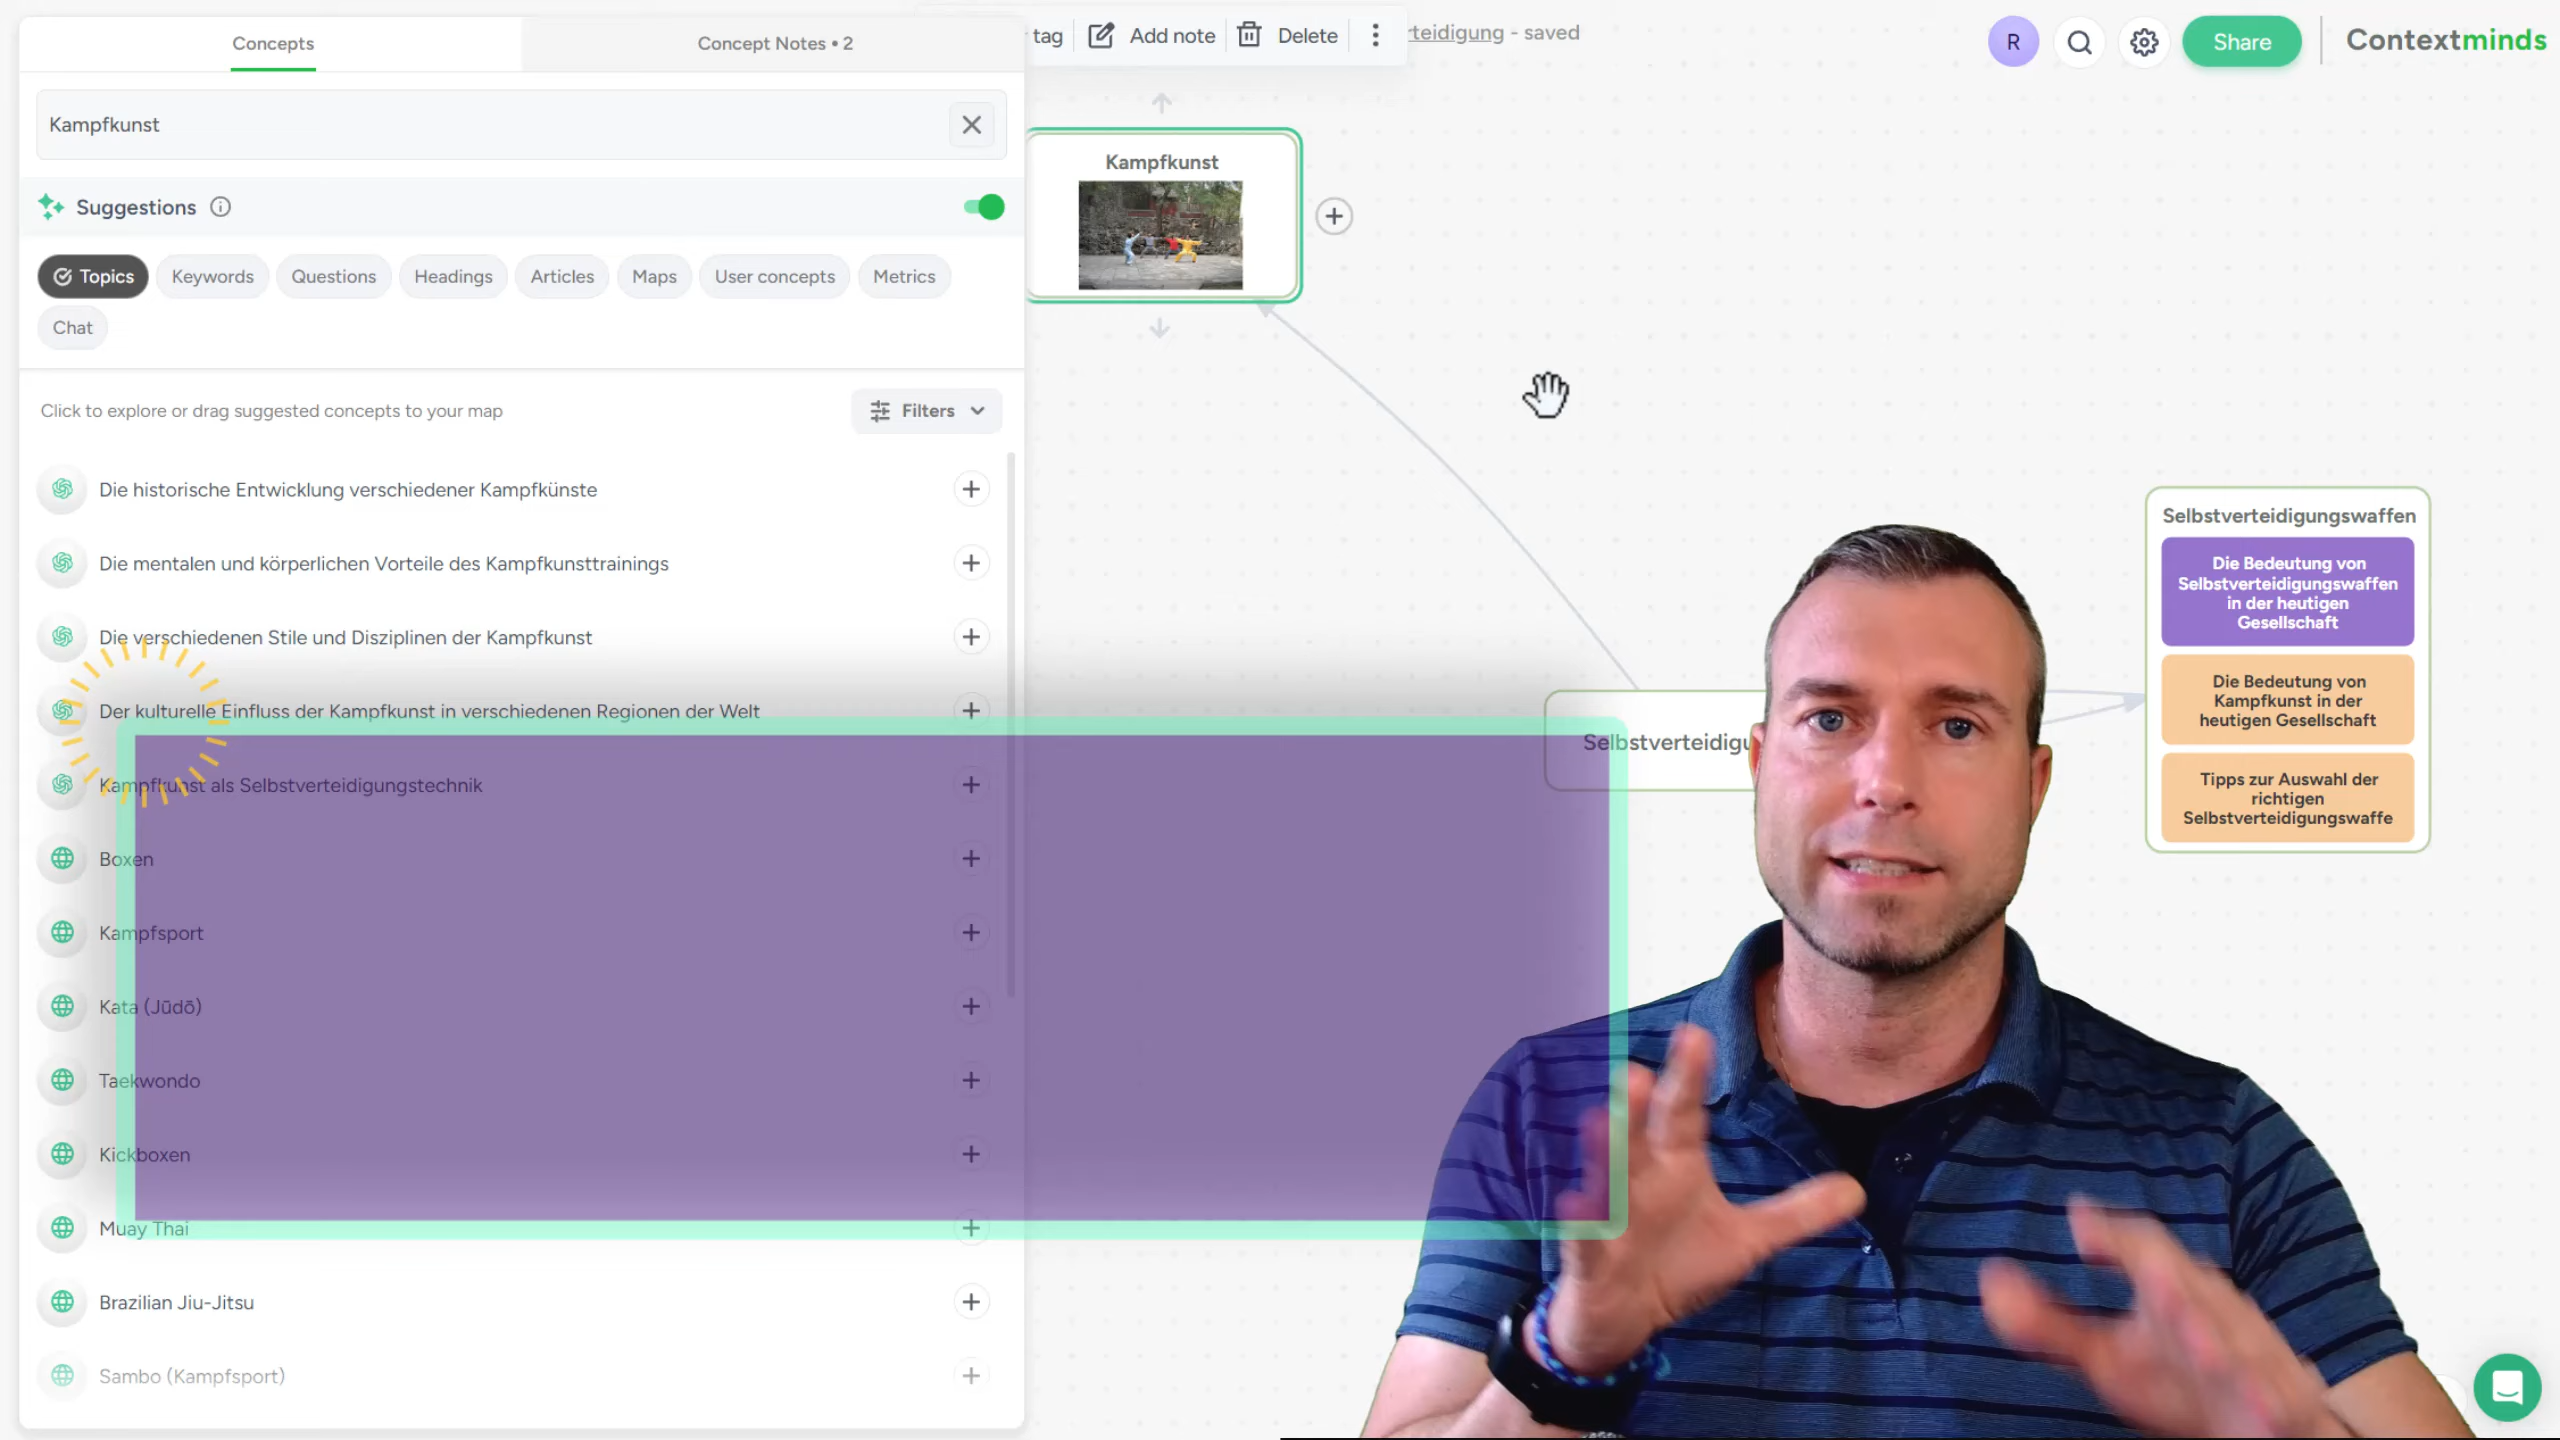 Concepts
Concept Notes • 2
tag
Add note
Delete
teidigung - saved
R
Share
Contextminds
Kampfkunst
Suggestions
Topics
Keywords
Questions
Headings
Articles
Maps
User concepts
Metrics
Chat
Click to explore or drag suggested concepts to your map
Filters
Die historische Entwicklung verschiedener Kampfkünste
Die mentalen und körperlichen Vorteile des Kampfkunsttrainings
Die verschiedenen Stile und Disziplinen der Kampfkunst
Der kulturelle Einfluss der Kampfkunst in verschiedenen Regionen der Welt
Kampfkunst als Selbstverteidigungstechnik
Boxen
Kampfsport
Kata (Jūdō)
Taekwondo
Kickboxen
Muay Thai
Brazilian Jiu-Jitsu
Sambo (Kampfsport)
Kampfkunst
Selbstverteidigu
Selbstverteidigungswaffen
Die Bedeutung von
Selbstverteidigungswaffen
in der heutigen
Gesellschaft
Die Bedeutung von
Kampfkunst in der
heutigen Gesellschaft
Tipps zur Auswahl der
richtigen
Selbstverteidigungswaffe